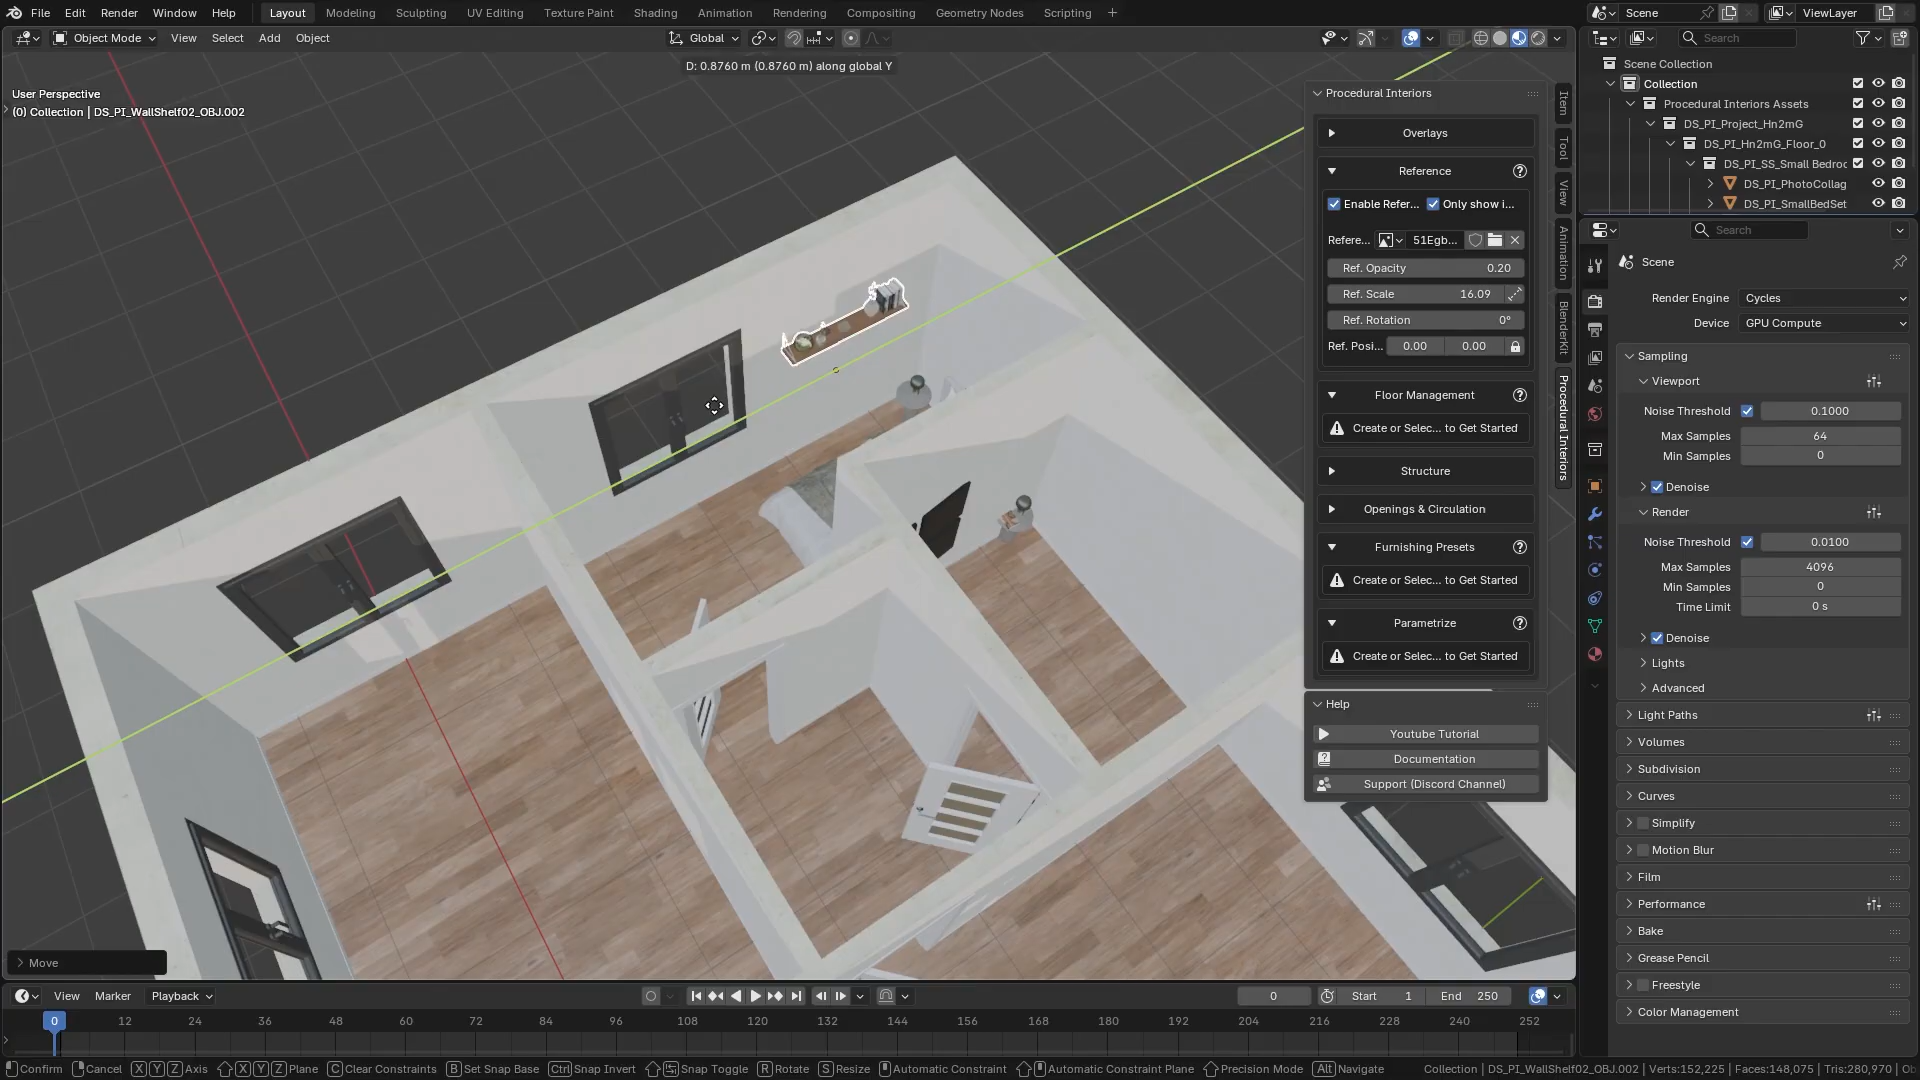 File Edit Render Window Help Layout Modeling Sculpting UV Editing Texture Paint Shading Animation Rendering Compositing Geometry Nodes Scripting Scene ViewLayer
Object Mode View Select Add Object Global Search
D: 0.8760 m (0.8760 m) along global Y
User Perspective
(0) Collection | DS_PI_WallShelf02_OBJ.002
Procedural Interiors
Overlays
Reference
Enable Refer... Only show i...
Refere... 51Egb...
Ref. Opacity 0.20
Ref. Scale 16.09
Ref. Rotation 0°
Ref. Posi... 0.00 0.00
Floor Management
Create or Selec... to Get Started
Structure
Openings & Circulation
Furnishing Presets
Create or Selec... to Get Started
Parametrize
Create or Selec... to Get Started
Help
Youtube Tutorial
Documentation
Support (Discord Channel)
Item
Tool
View
Animation
BlenderKit
Procedural Interiors
Scene Collection
Collection
Procedural Interiors Assets
DS_PI_Project_Hn2mG
DS_PI_Hn2mG_Floor_0
DS_PI_SS_Small Bedroc
DS_PI_PhotoCollag
DS_PI_SmallBedSet
Search
Scene
Render Engine Cycles
Device GPU Compute
Sampling
Viewport
Noise Threshold 0.1000
Max Samples 64
Min Samples 0
Denoise
Render
Noise Threshold 0.0100
Max Samples 4096
Min Samples 0
Time Limit 0 s
Denoise
Lights
Advanced
Light Paths
Volumes
Subdivision
Curves
Simplify
Motion Blur
Film
Performance
Bake
Grease Pencil
Freestyle
Color Management
Move
View Marker Playback 0 Start 1 End 250
0 12 24 36 48 60 72 84 96 108 120 132 144 156 168 180 192 204 216 228 240 252
Confirm Cancel X Y Z Axis X Y Z Plane C Clear Constraints B Set Snap Base Ctrl Snap Invert Snap Toggle R Rotate S Resize Automatic Constraint Automatic Constraint Plane Precision Mode Alt Navigate Collection | DS_PI_WallShelf02_OBJ.002 | Verts:152,225 | Faces:148,075 | Tris:280,970 | Ob